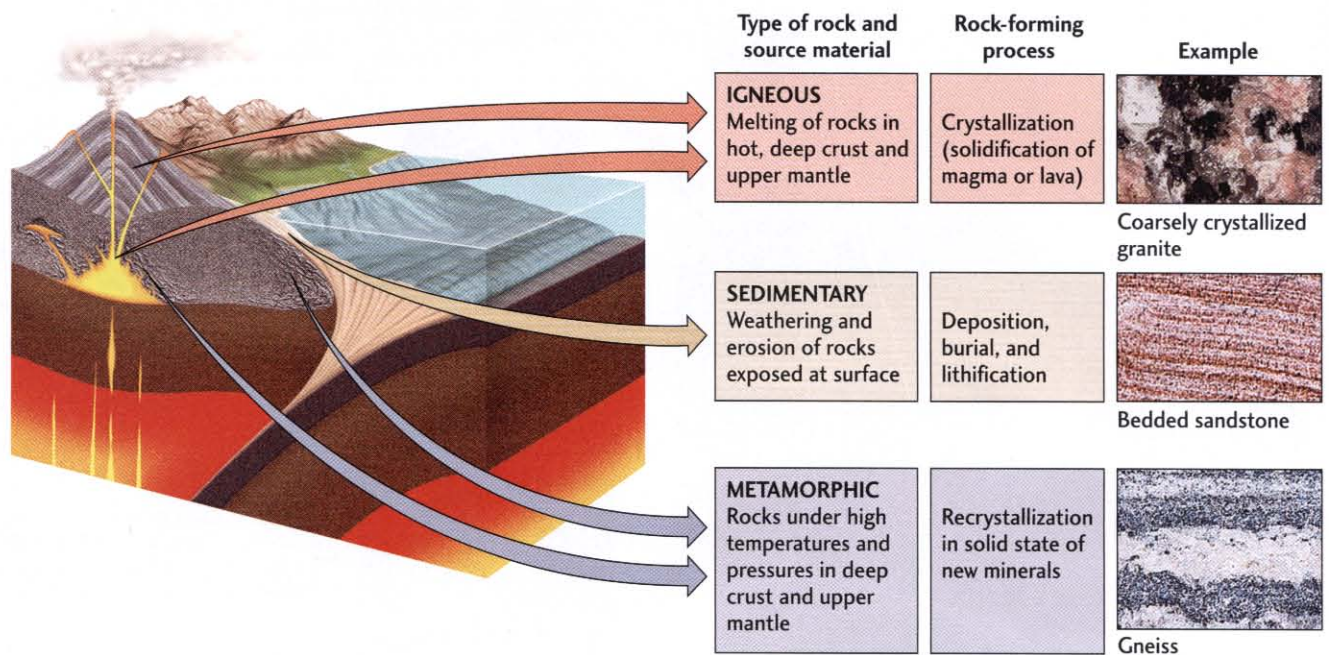 Type of rock and
source material
Rock-forming
process
Example
IGNEOUS
Melting of rocks in
hot, deep crust and
upper mantle
Crystallization
(solidification of
magma or lava)
Coarsely crystallized
granite
SEDIMENTARY
Weathering and
erosion of rocks
exposed at surface
Deposition,
burial, and
lithification
Bedded sandstone
METAMORPHIC
Rocks under high
temperatures and
pressures in deep
crust and upper
mantle
Recrystallization
in solid state of
new minerals
Gneiss